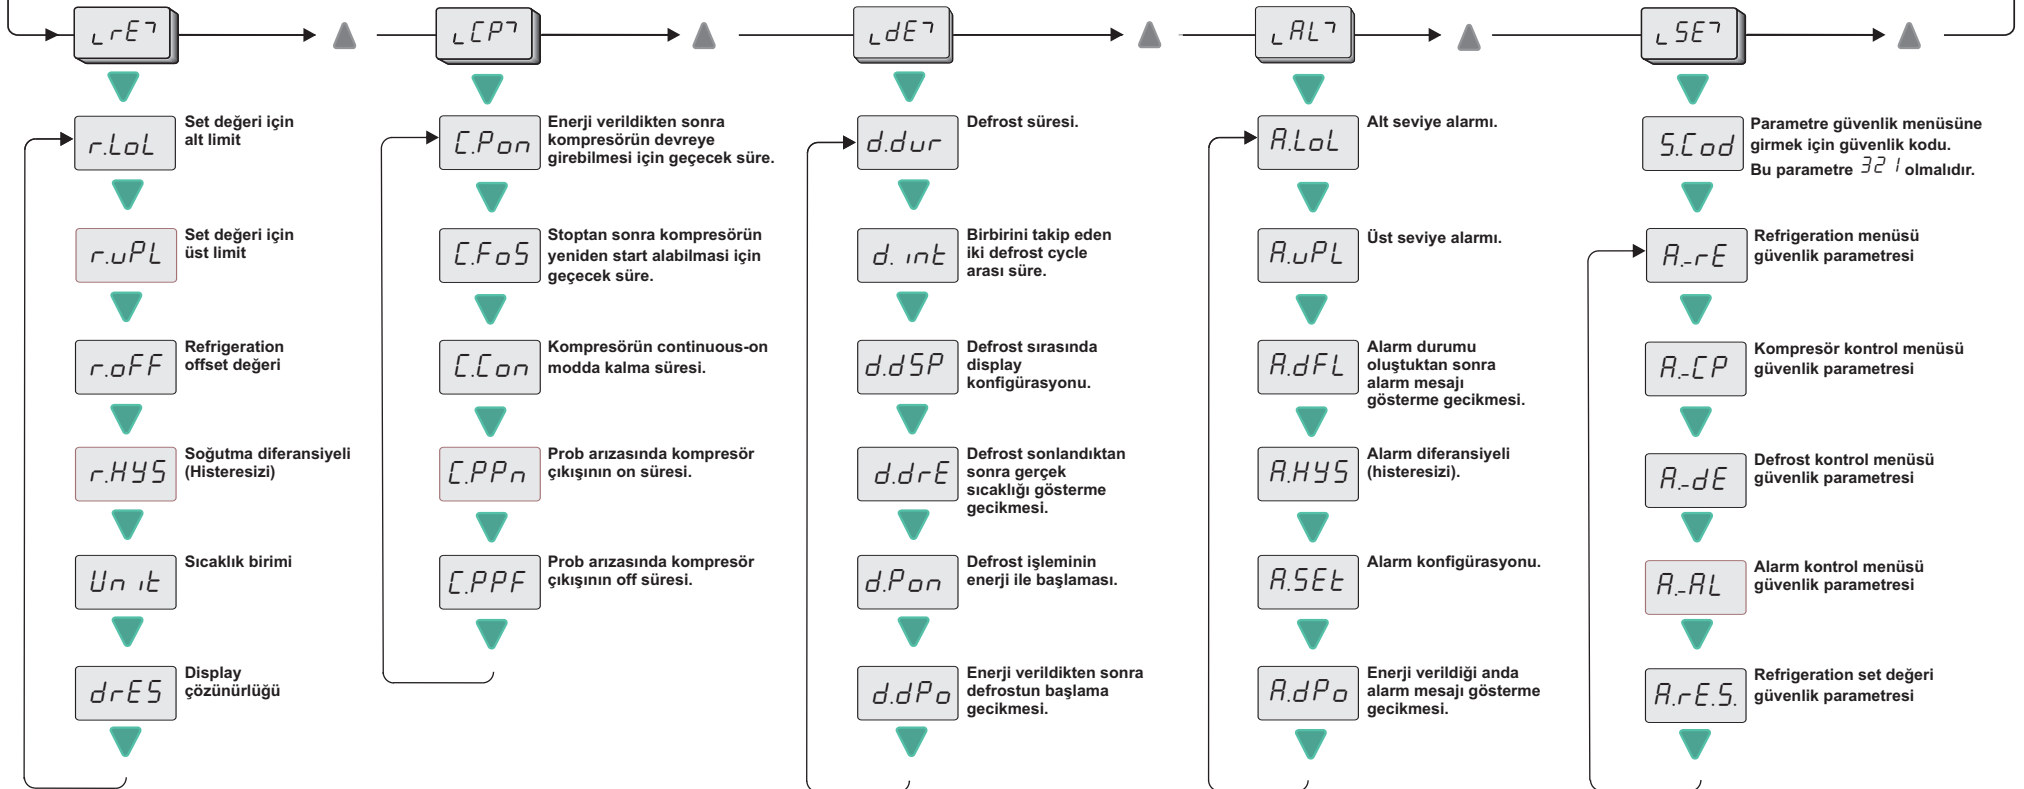 rE
CP
dE
AL
SE
r.LoL
Set değeri için
alt limit
r.uPL
Set değeri için
üst limit
r.oFF
Refrigeration
offset değeri
r.HYS
Soğutma diferansiyeli
(Histeresizi)
Unit
Sıcaklık birimi
drES
Display
çözünürlüğü
C.Pon
Enerji verildikten sonra
kompresörün devreye
girebilmesi için geçecek süre.
C.FoS
Stoptan sonra kompresörün
yeniden start alabilmasi için
geçecek süre.
C.Con
Kompresörün continuous-on
modda kalma süresi.
C.PPn
Prob arızasında kompresör
çıkışının on süresi.
C.PPF
Prob arızasında kompresör
çıkışının off süresi.
d.dur
Defrost süresi.
d.int
Birbirini takip eden
iki defrost cycle
arası süre.
d.dSP
Defrost sırasında
display
konfigürasyonu.
d.drE
Defrost sonlandıktan
sonra gerçek
sıcaklığı gösterme
gecikmesi.
d.Pon
Defrost işleminin
enerji ile başlaması.
d.dPo
Enerji verildikten sonra
defrostun başlama
gecikmesi.
A.LoL
Alt seviye alarmı.
A.uPL
Üst seviye alarmı.
A.dFL
Alarm durumu
oluştuktan sonra
alarm mesajı
gösterme gecikmesi.
A.HYS
Alarm diferansiyeli
(histeresizi).
A.SEt
Alarm konfigürasyonu.
A.dPo
Enerji verildiği anda
alarm mesajı gösterme
gecikmesi.
S.Cod
Parametre güvenlik menüsüne
girmek için güvenlik kodu.
Bu parametre 321 olmalıdır.
A.-rE
Refrigeration menüsü
güvenlik parametresi
A.-CP
Kompresör kontrol menüsü
güvenlik parametresi
A.-dE
Defrost kontrol menüsü
güvenlik parametresi
A.-AL
Alarm kontrol menüsü
güvenlik parametresi
A.rE.S.
Refrigeration set değeri
güvenlik parametresi